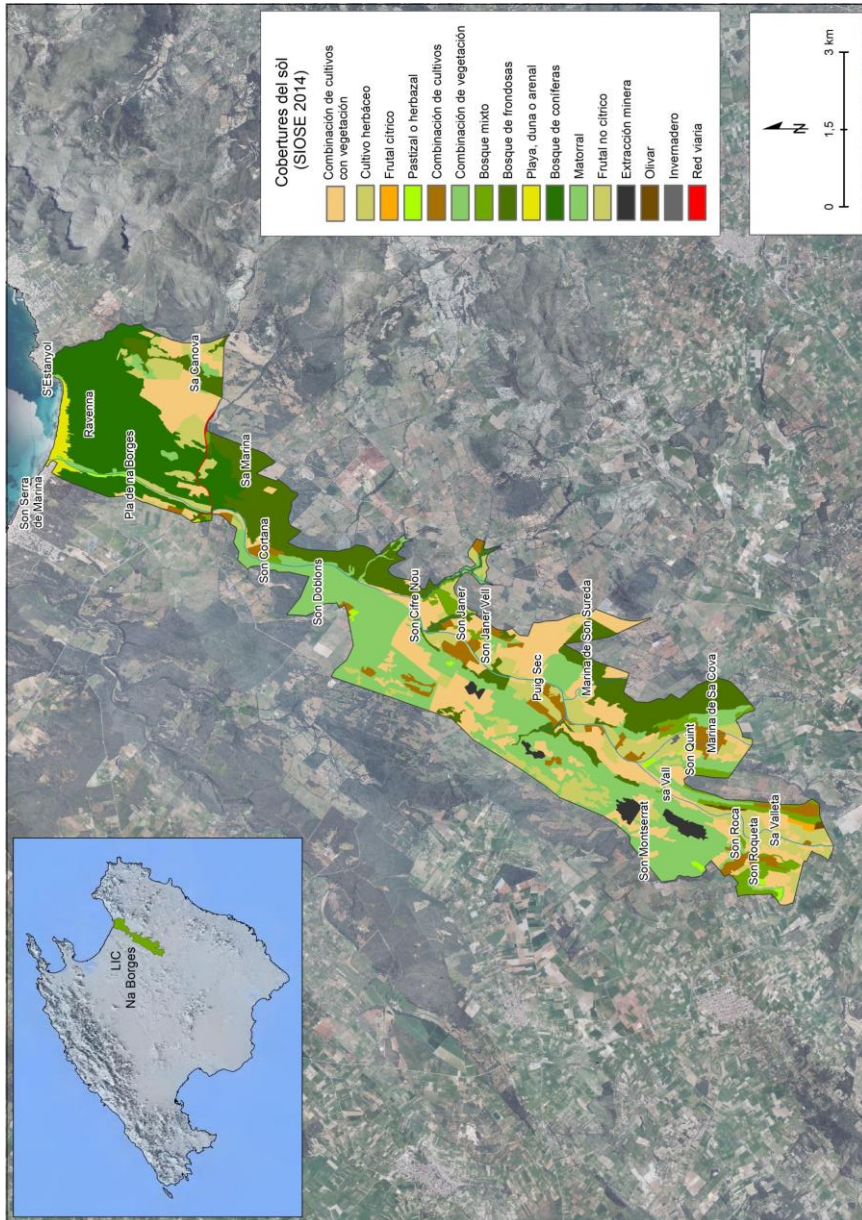 LIC
Na Borges
Son Serra
de Marina
S'Estanyol
Ravenna
Pla de na Borges
Sa Canova
Sa Marina
Son Cortana
Son Doblons
Son Cifre Nou
Son Janer
Son Janer Vell
Puig Sec
Marina de Son Sureda
Marina de Sa Cova
Son Quint
sa Vall
Son Montserrat
Son Roca
Son Roqueta
Sa Valleta
Cobertures del sòl
(SIOSE 2014)
Combinación de cultivos
con vegetación
Cultivo herbáceo
Frutal cítrico
Pastizal o herbazal
Combinación de cultivos
Combinación de vegetación
Bosque mixto
Bosque de frondosas
Playa, duna o arenal
Bosque de coníferas
Matorral
Frutal no cítrico
Extracción minera
Olivar
Invernadero
Red viaria
N
0
1.5
3 km